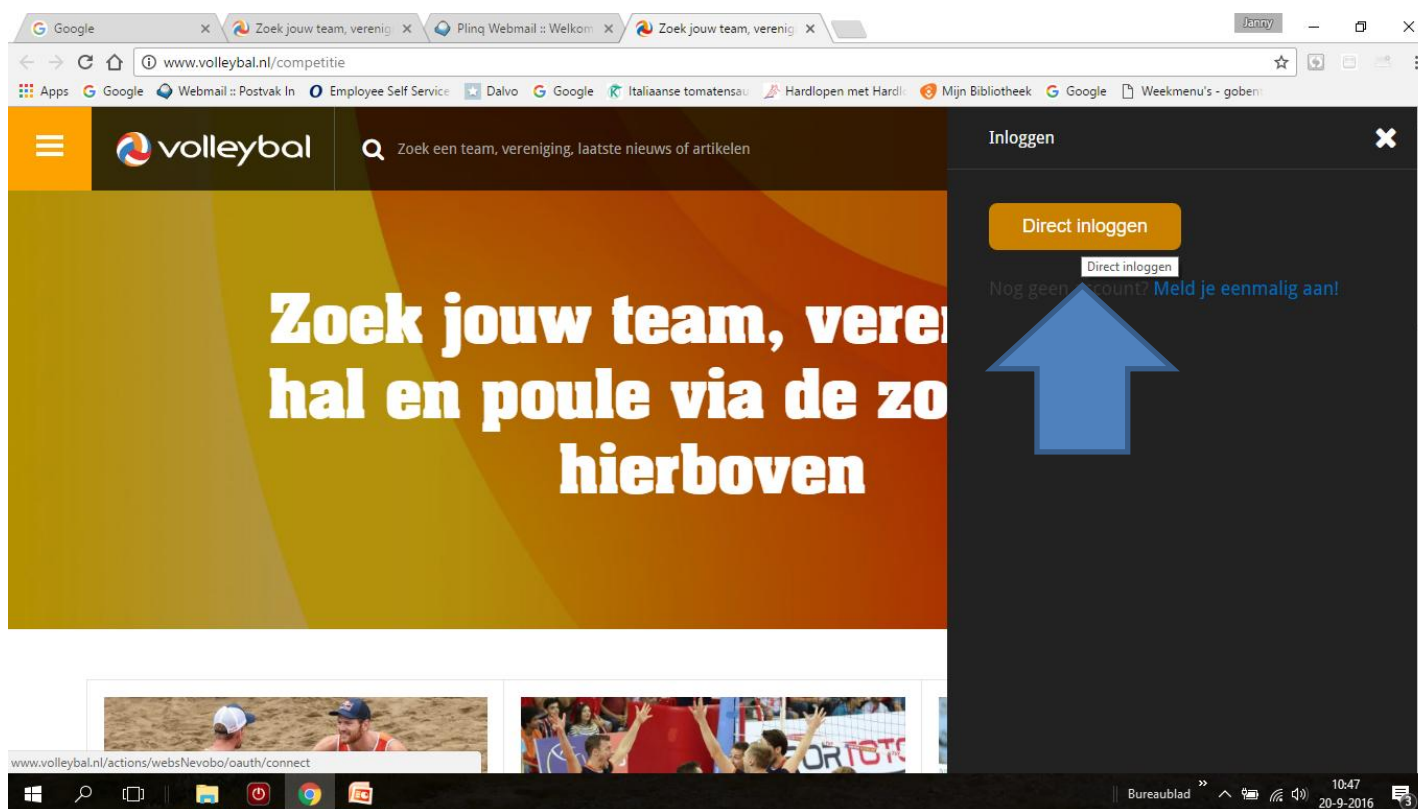 Google
Zoek jouw team, verenig
Plinq Webmail :: Welkom
Zoek jouw team, verenig
Janny
www.volleybal.nl/competitie
Apps Google Webmail :: Postvak In Employee Self Service Dalvo Google Italiaanse tomatensau Hardlopen met Hardl Mijn Bibliotheek Google Weekmenu's - goben
volleybal
Zoek een team, vereniging, laatste nieuws of artikelen
Inloggen
Direct inloggen
Direct inloggen
Nog geen account? Meld je eenmalig aan!
Zoek jouw team, vere
hal en poule via de zo
hierboven
www.volleybal.nl/actions/websNevobo/oauth/connect
Bureaublad
10:47
20-9-2016